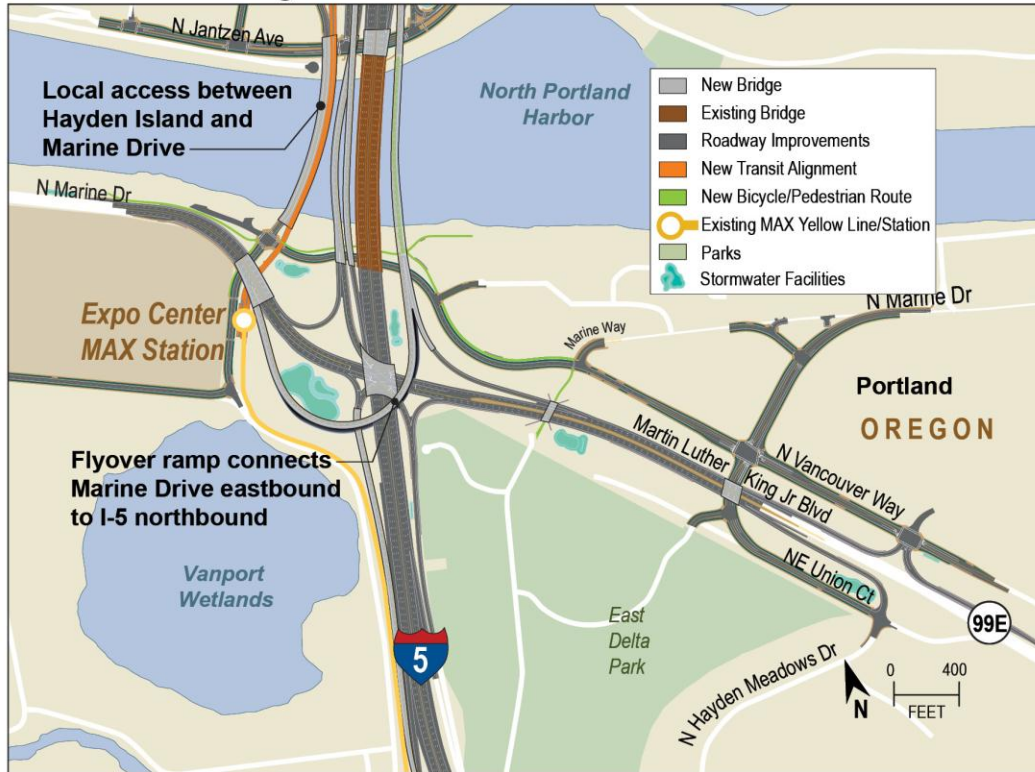 N Jantzen Ave
Local access between
Hayden Island and
Marine Drive
North Portland
Harbor
New Bridge
Existing Bridge
Roadway Improvements
New Transit Alignment
New Bicycle/Pedestrian Route
Existing MAX Yellow Line/Station
Parks
Stormwater Facilities
N Marine Dr
N Marine Dr
Expo Center
MAX Station
Marine Way
Portland
OREGON
Flyover ramp connects
Marine Drive eastbound
to I-5 northbound
Martin Luther
King Jr Blvd
N Vancouver Way
NE Union Ct
Vanport
Wetlands
East
Delta
Park
5
99E
N Hayden Meadows Dr
N
0 400
FEET